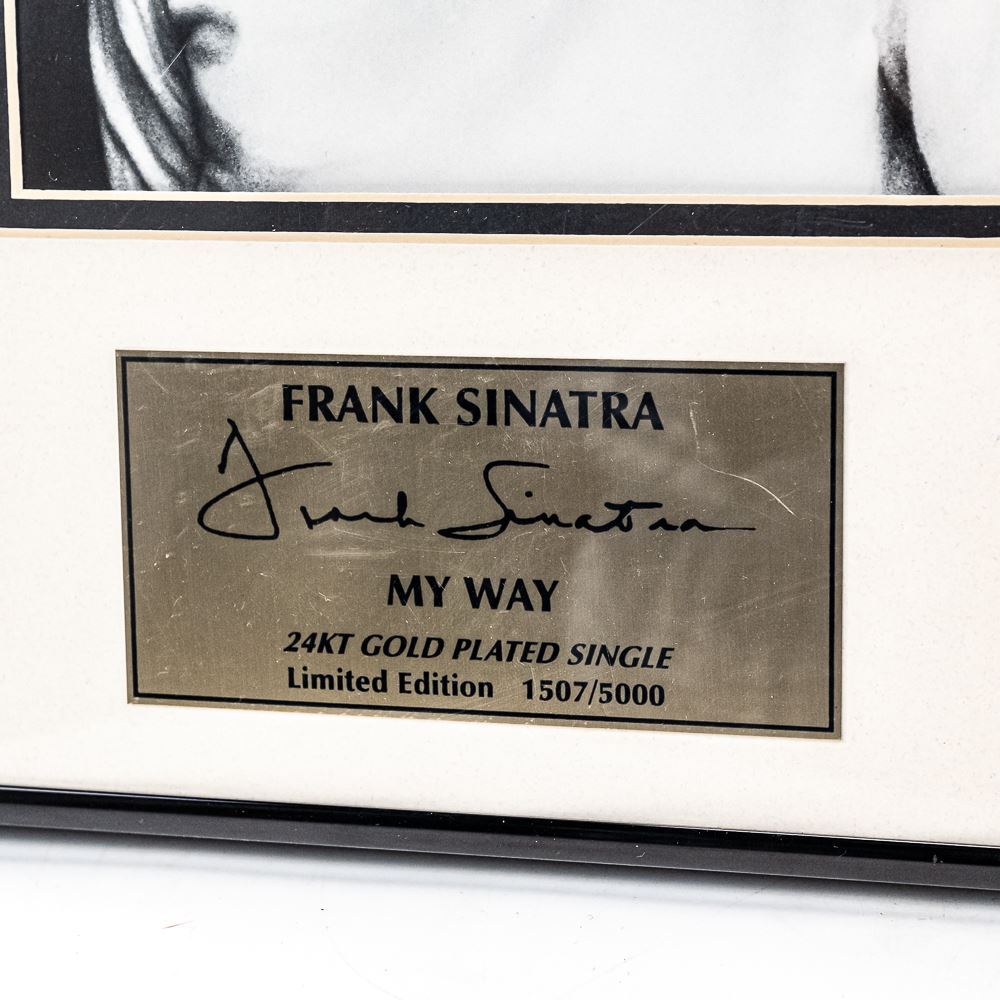 FRANK SINATRA
Frank Sinatra
MY WAY
24KT GOLD PLATED SINGLE
Limited Edition 1507/5000